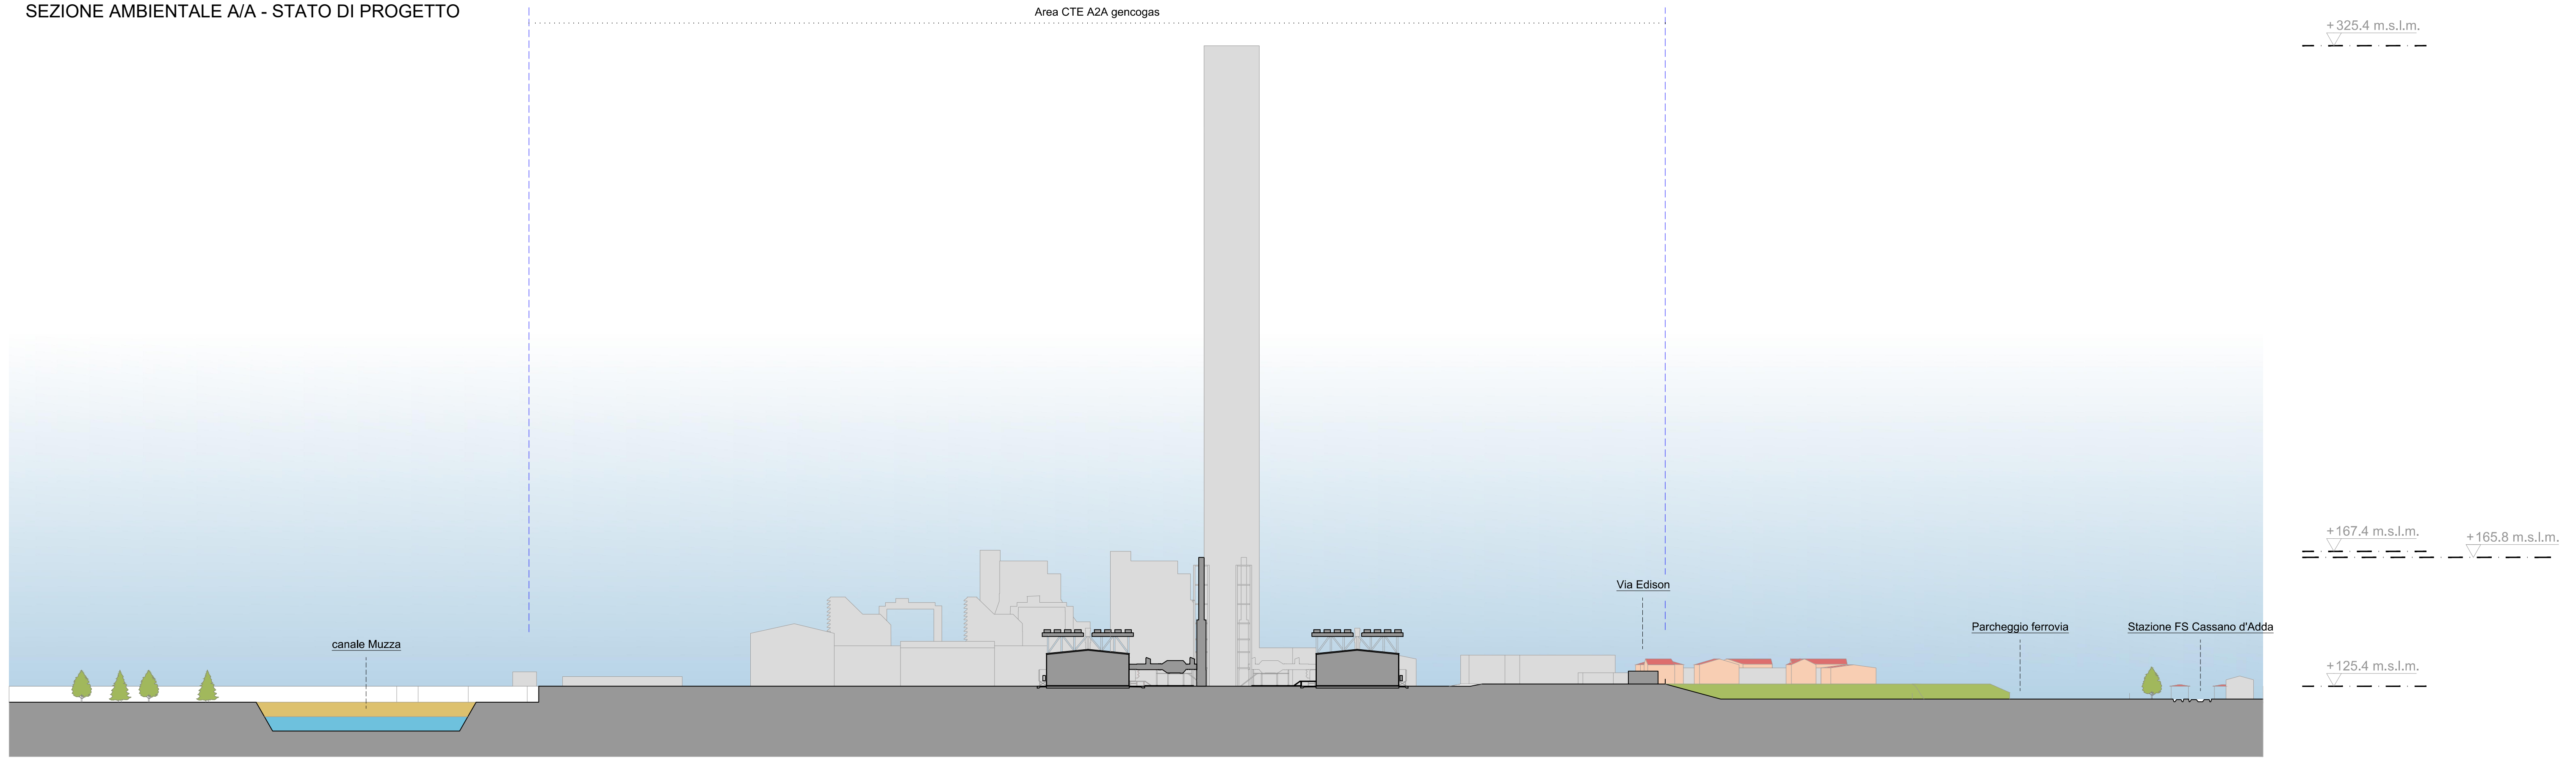 SEZIONE AMBIENTALE A/A - STATO DI PROGETTO
Area CTE A2A gencogas
+325.4 m.s.l.m.
+167.4 m.s.l.m.
+165.8 m.s.l.m.
Via Edison
Parcheggio ferrovia
Stazione FS Cassano d'Adda
canale Muzza
+125.4 m.s.l.m.